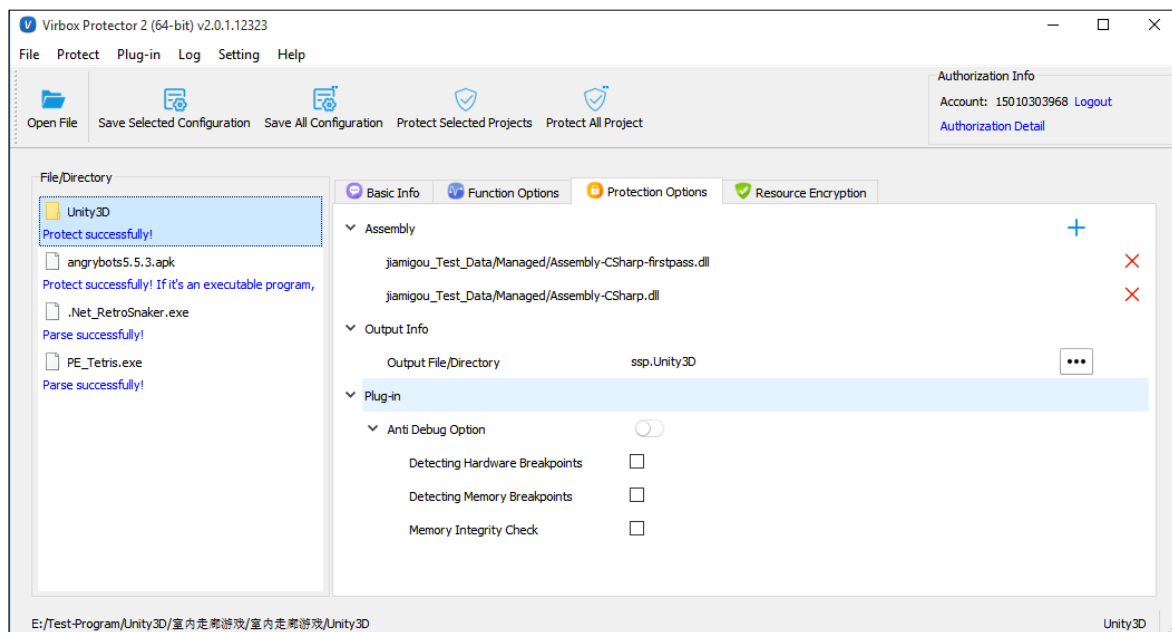 Virbox Protector 2 (64-bit) v2.0.1.12323
File Protect Plug-in Log Setting Help
Open File Save Selected Configuration Save All Configuration Protect Selected Projects Protect All Project
Authorization Info
Account: 15010303968 Logout
Authorization Detail
File/Directory
Unity3D
Protect successfully!
angrybots5.5.3.apk
Protect successfully! If it's an executable program,
.Net_RetroSnaker.exe
Parse successfully!
PE_Tetris.exe
Parse successfully!
Basic Info Function Options Protection Options Resource Encryption
Assembly
jiamigou_Test_Data/Managed/Assembly-CSharp-firstpass.dll
jiamigou_Test_Data/Managed/Assembly-CSharp.dll
Output Info
Output File/Directory ssp.Unity3D
Plug-in
Anti Debug Option
Detecting Hardware Breakpoints
Detecting Memory Breakpoints
Memory Integrity Check
E:/Test-Program/Unity3D/室内走廊游戏/室内走廊游戏/Unity3D Unity3D